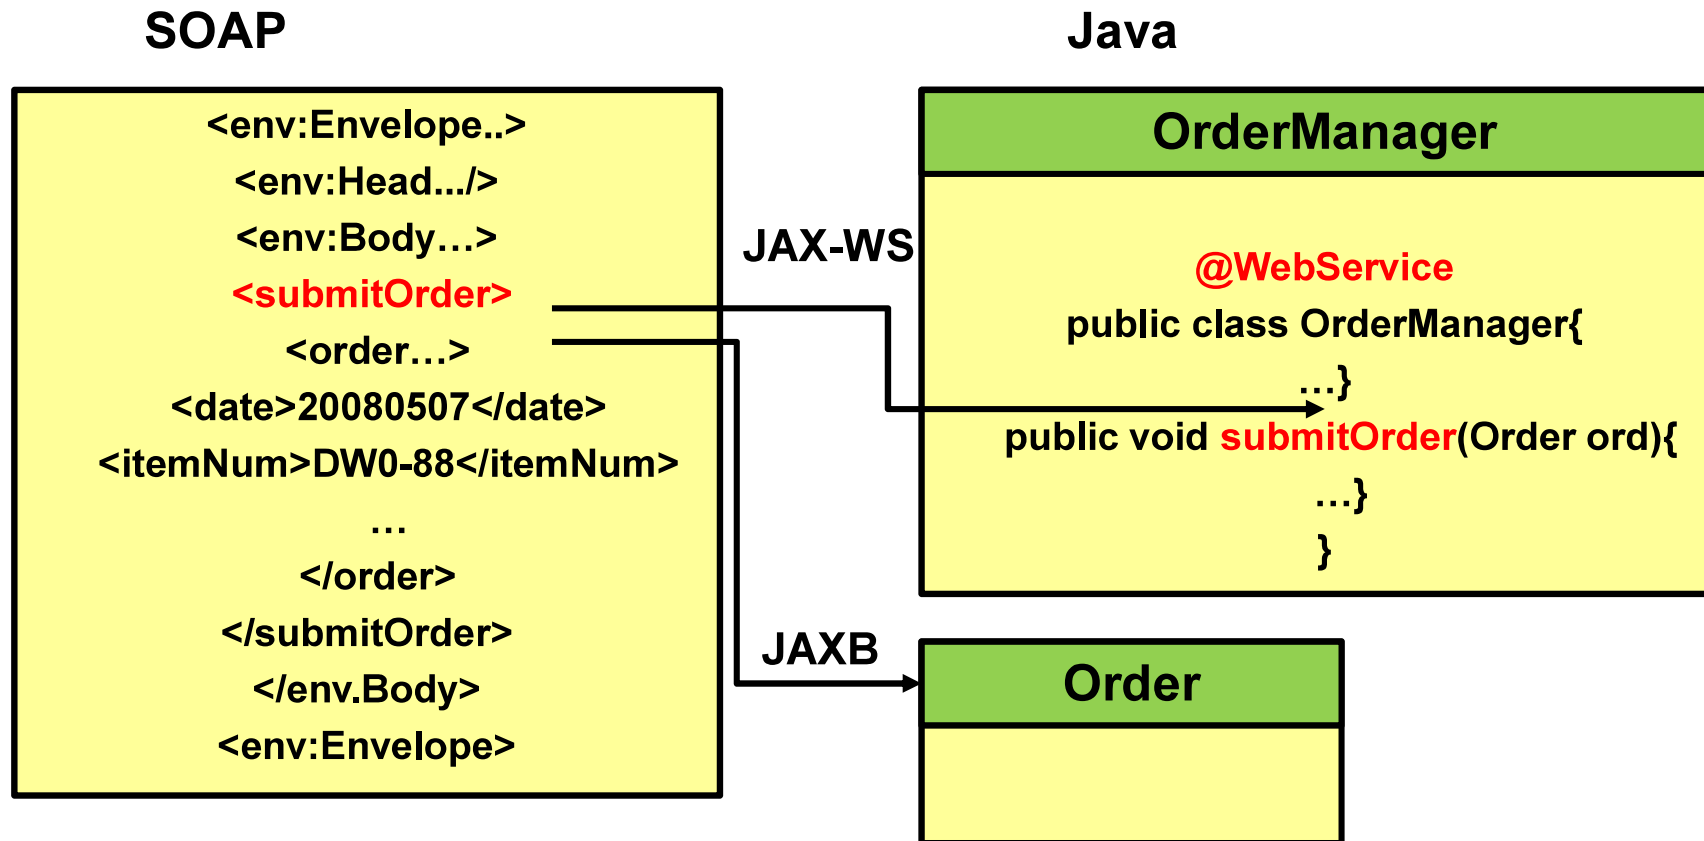 SOAP
<env:Envelope..>
<env:Head.../>
<env:Body…>
<submitOrder>
<order…>
<date>20080507</date>
<itemNum>DW0-88</itemNum>
…
</order>
</submitOrder>
</env.Body>
<env:Envelope>
JAX-WS
JAXB
Java
OrderManager
@WebService
public class OrderManager{
…}
public void submitOrder(Order ord){
…}
}
Order